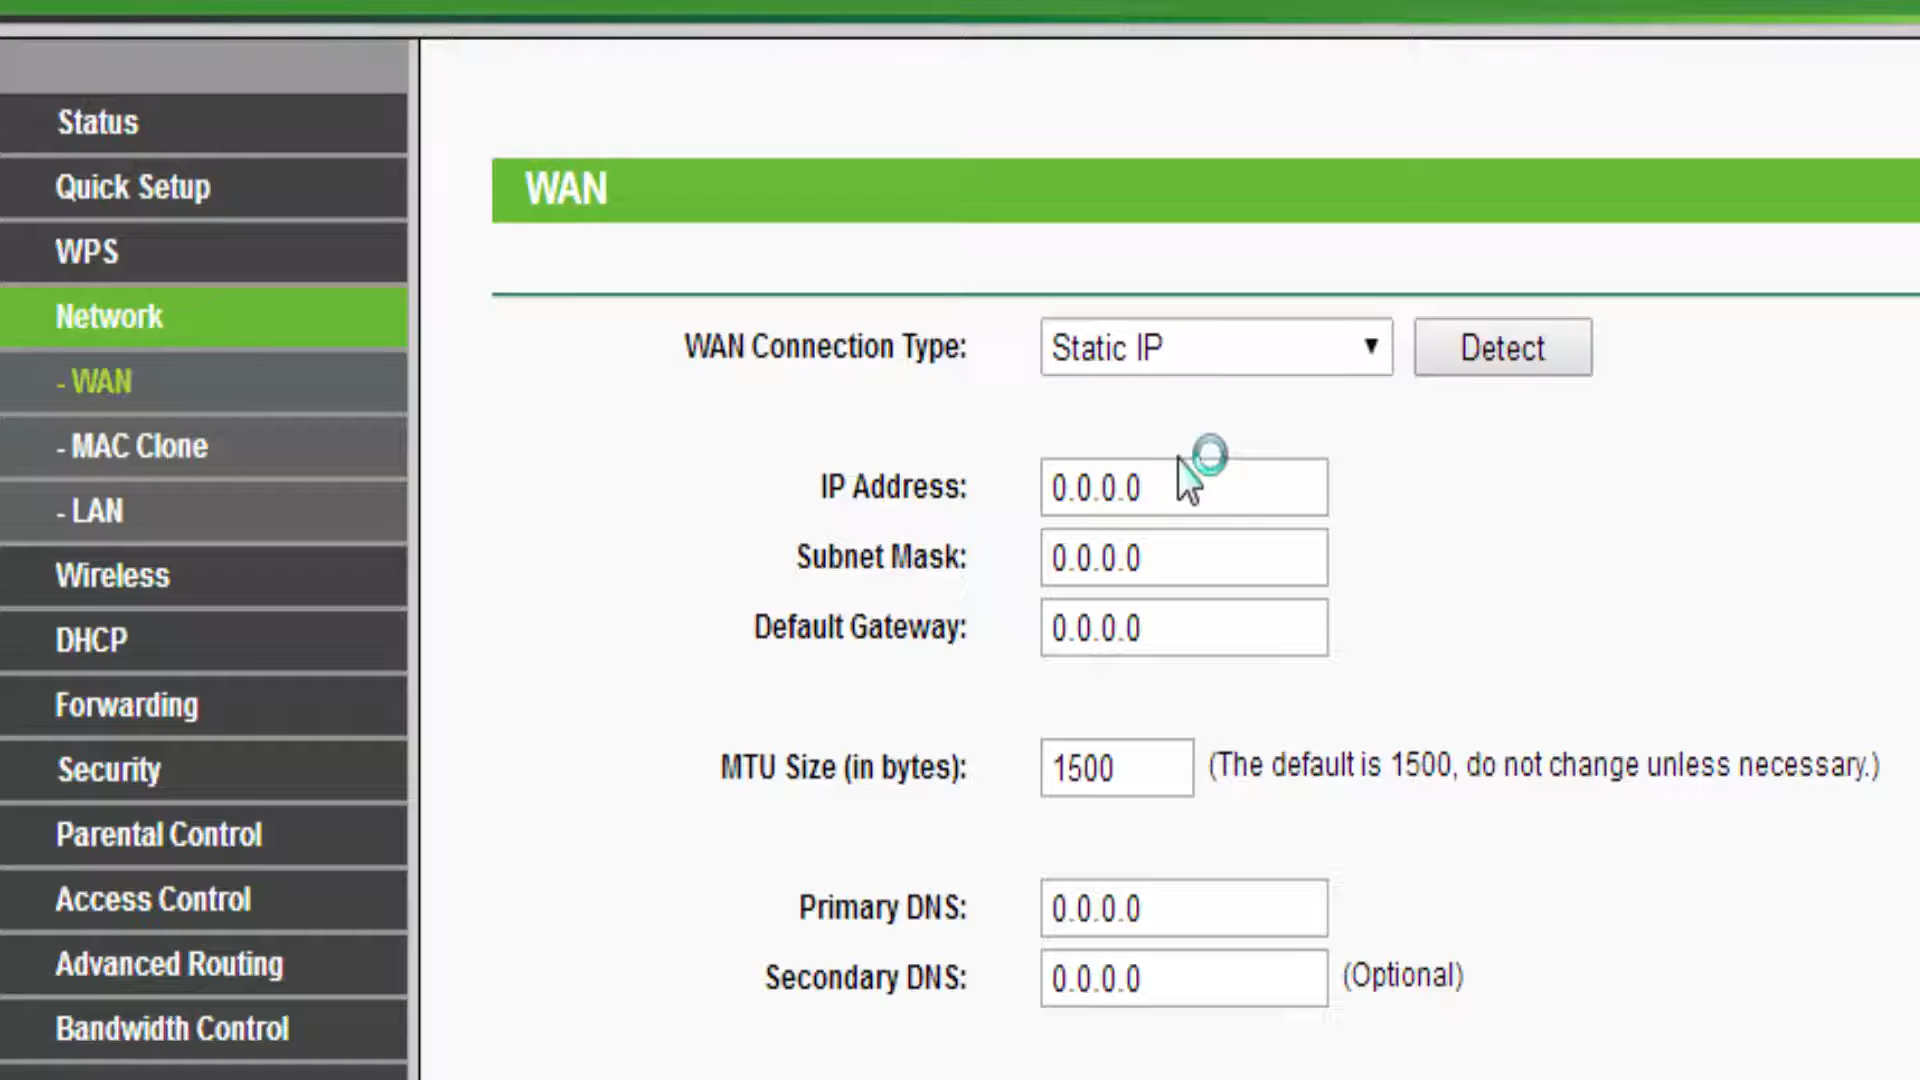 Status
Quick Setup
WPS
Network
- WAN
- MAC Clone
- LAN
Wireless
DHCP
Forwarding
Security
Parental Control
Access Control
Advanced Routing
Bandwidth Control
WAN
WAN Connection Type: Static IP Detect
IP Address: 0.0.0.0
Subnet Mask: 0.0.0.0
Default Gateway: 0.0.0.0
MTU Size (in bytes): 1500 (The default is 1500, do not change unless necessary.)
Primary DNS: 0.0.0.0
Secondary DNS: 0.0.0.0 (Optional)